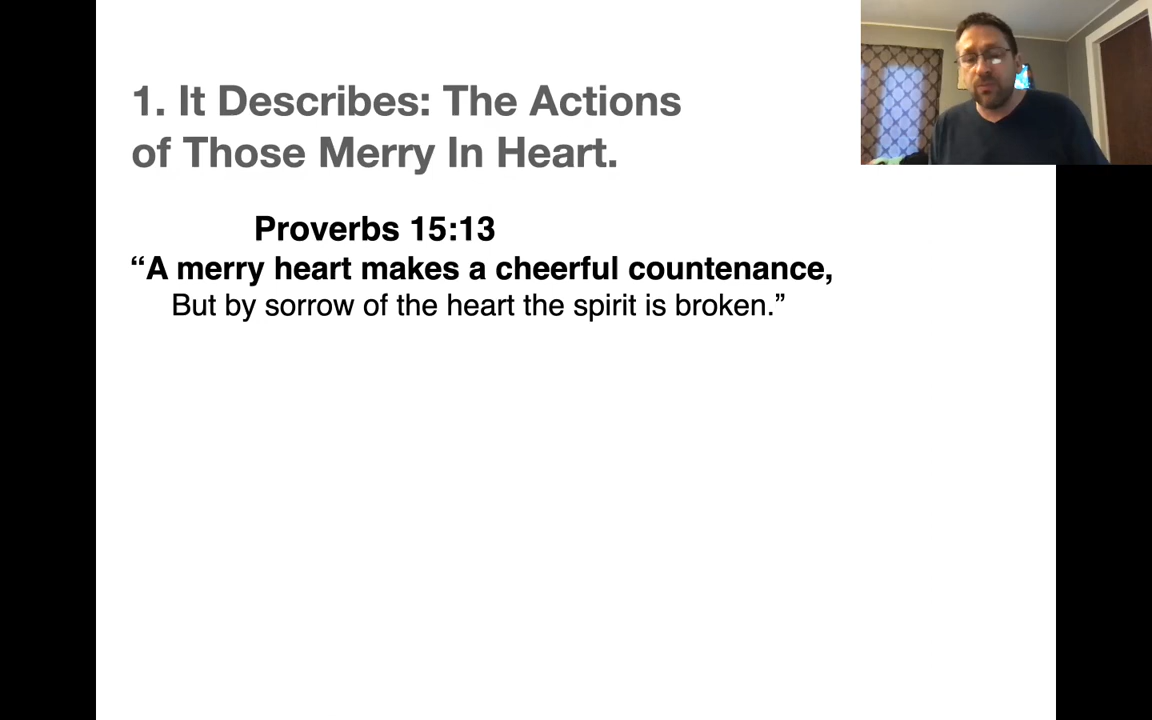 1. It Describes: The Actions
of Those Merry In Heart.
Proverbs 15:13
“A merry heart makes a cheerful countenance,
But by sorrow of the heart the spirit is broken.”